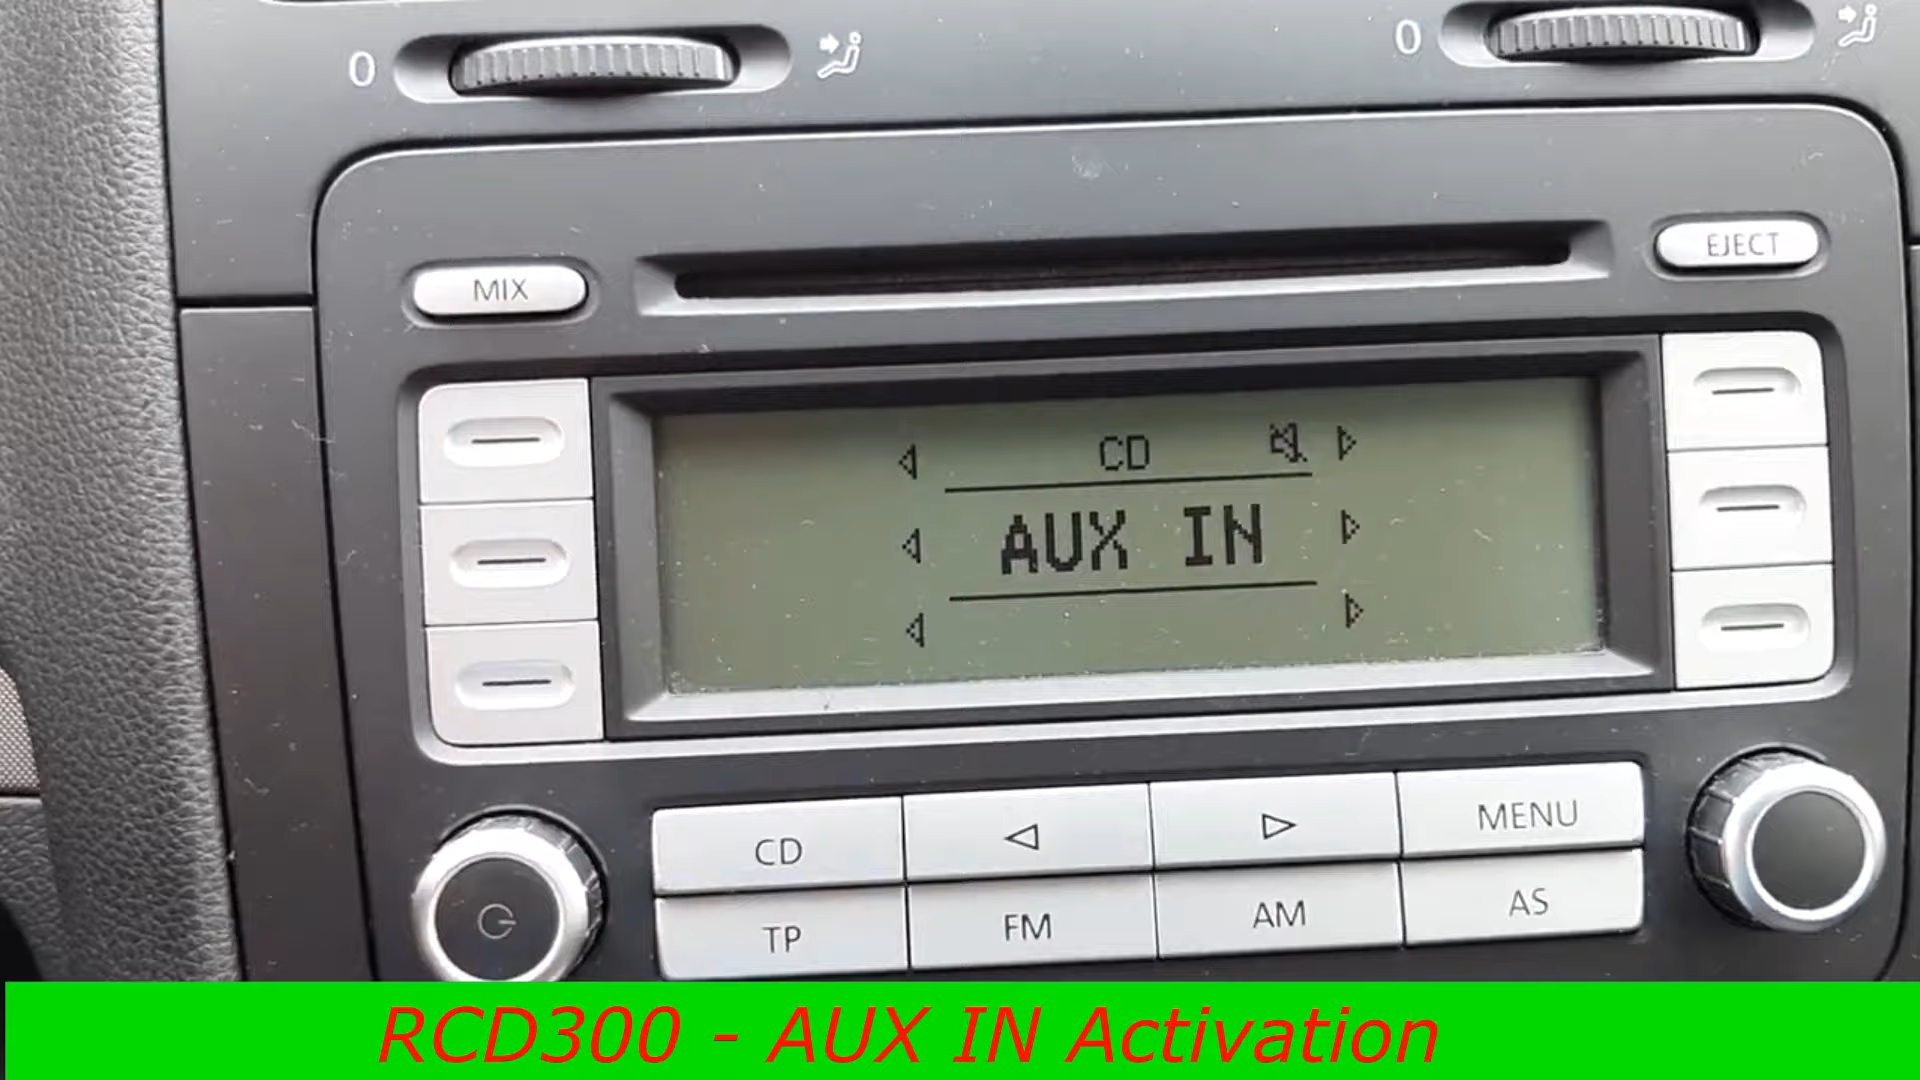 0
0
MIX
EJECT
CD
AUX IN
CD
MENU
TP
FM
AM
AS
RCD300 - AUX IN Activation